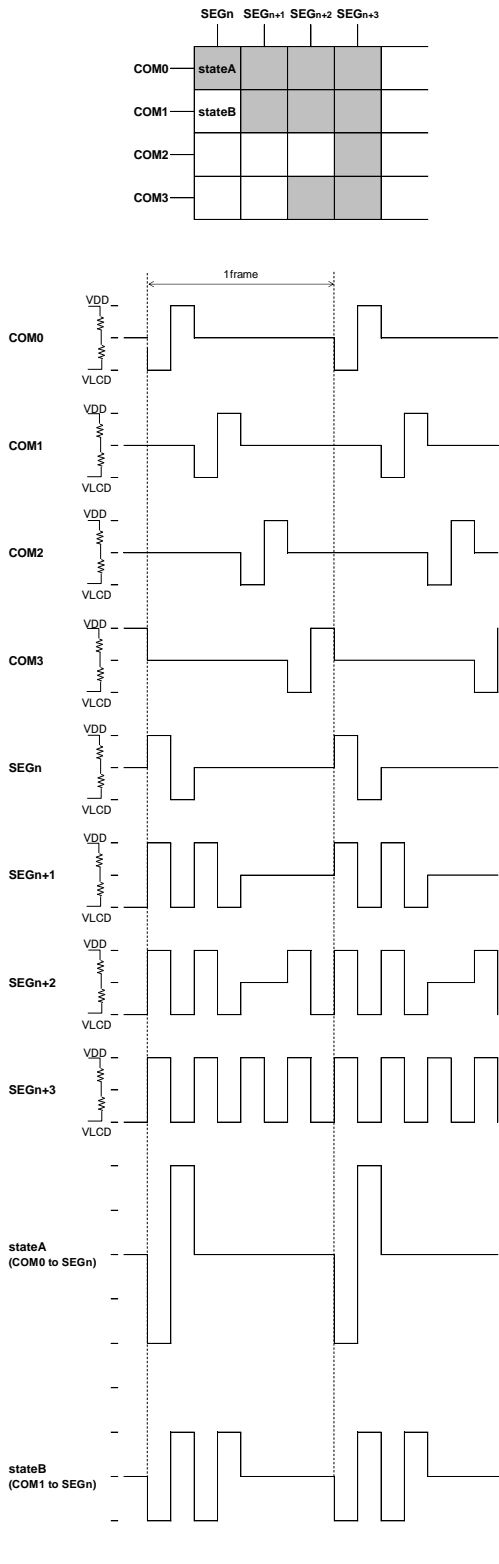 SEGn SEGn+1 SEGn+2 SEGn+3
COM0 stateA
COM1 stateB
COM2
COM3
1frame
VDD
COM0
VLCD
VDD
COM1
VLCD
VDD
COM2
VLCD
VDD
COM3
VLCD
VDD
SEGn
VLCD
VDD
SEGn+1
VLCD
VDD
SEGn+2
VLCD
VDD
SEGn+3
VLCD
stateA
(COM0 to SEGn)
stateB
(COM1 to SEGn)